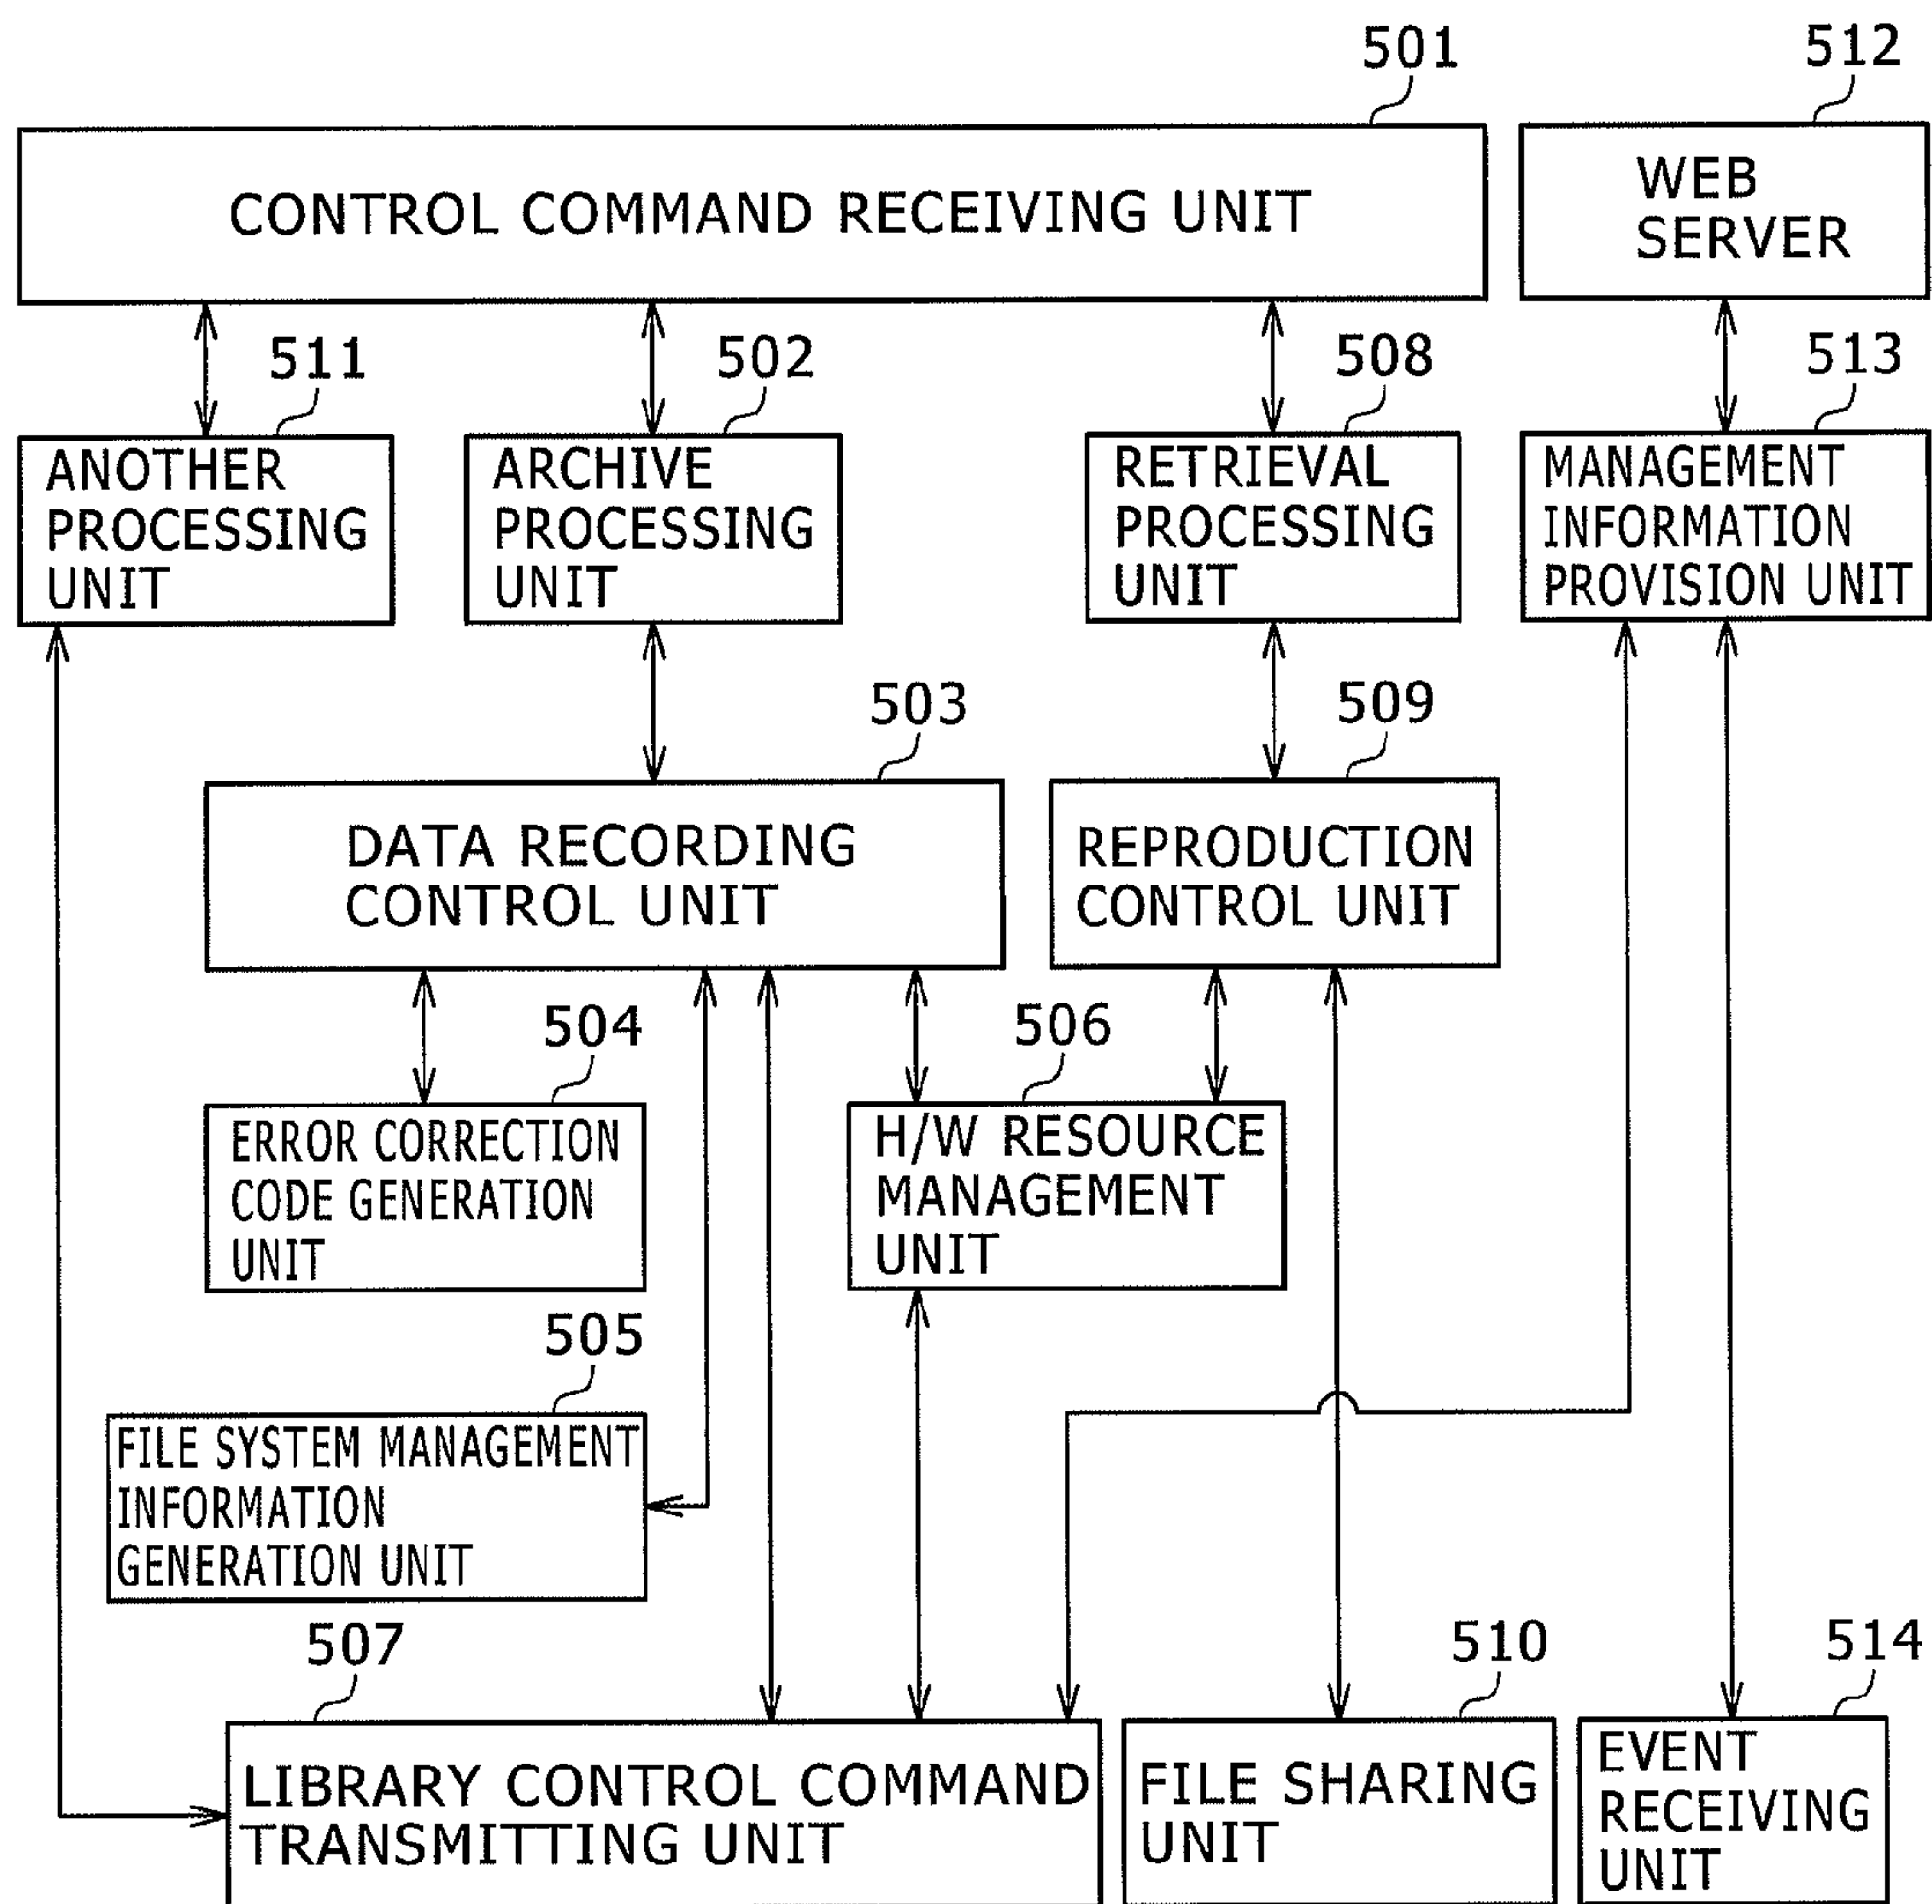 501
512
CONTROL COMMAND RECEIVING UNIT
WEB
SERVER
511
502
508
513
ANOTHER
PROCESSING
UNIT
ARCHIVE
PROCESSING
UNIT
RETRIEVAL
PROCESSING
UNIT
MANAGEMENT
INFORMATION
PROVISION UNIT
503
509
DATA RECORDING
CONTROL UNIT
REPRODUCTION
CONTROL UNIT
504
506
ERROR CORRECTION
CODE GENERATION
UNIT
H/W RESOURCE
MANAGEMENT
UNIT
505
FILE SYSTEM MANAGEMENT
INFORMATION
GENERATION UNIT
507
510
514
LIBRARY CONTROL COMMAND
TRANSMITTING UNIT
FILE SHARING
UNIT
EVENT
RECEIVING
UNIT